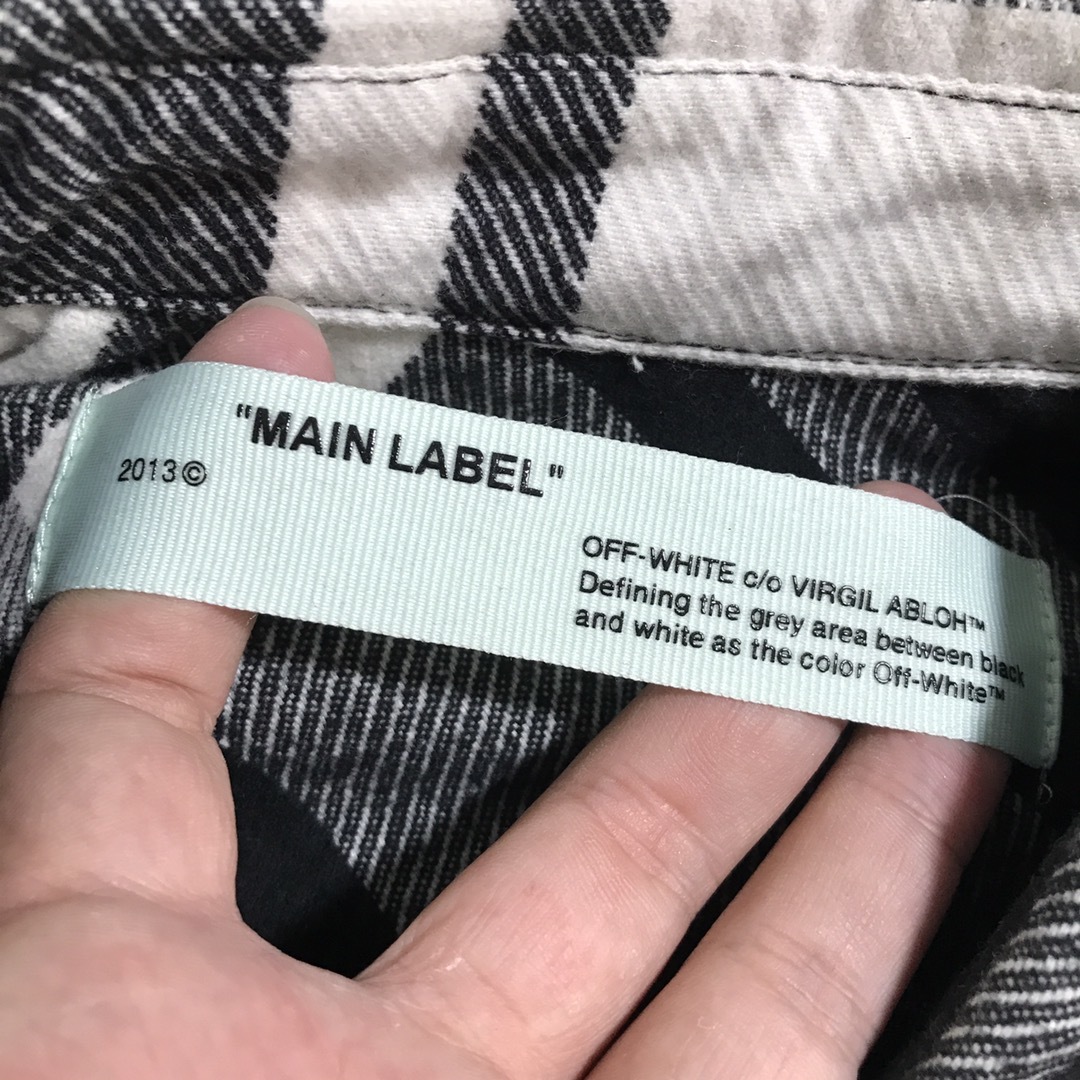 "MAIN LABEL"
2013©
OFF-WHITE c/o VIRGIL ABLOH™
Defining the grey area between black
and white as the color Off-White™